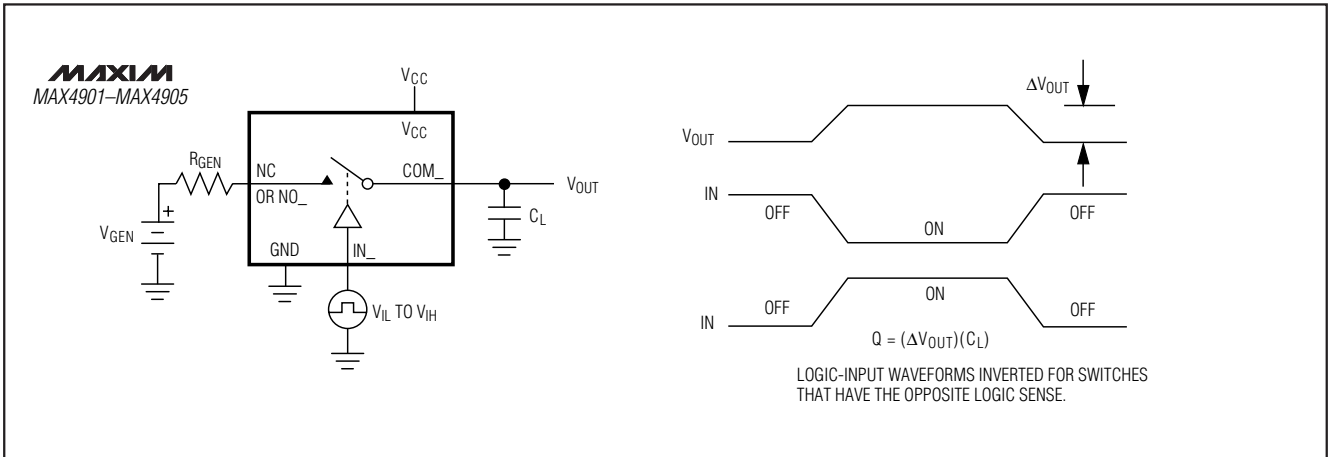 MAXIM
MAX4901–MAX4905
VCC
VCC
RGEN
NC
OR NO_
COM_
VOUT
CL
VGEN
+
GND
IN_
VIL TO VIH
ΔVOUT
VOUT
IN
OFF
ON
OFF
IN
OFF
ON
OFF
Q = (ΔVOUT)(CL)
LOGIC-INPUT WAVEFORMS INVERTED FOR SWITCHES
THAT HAVE THE OPPOSITE LOGIC SENSE.